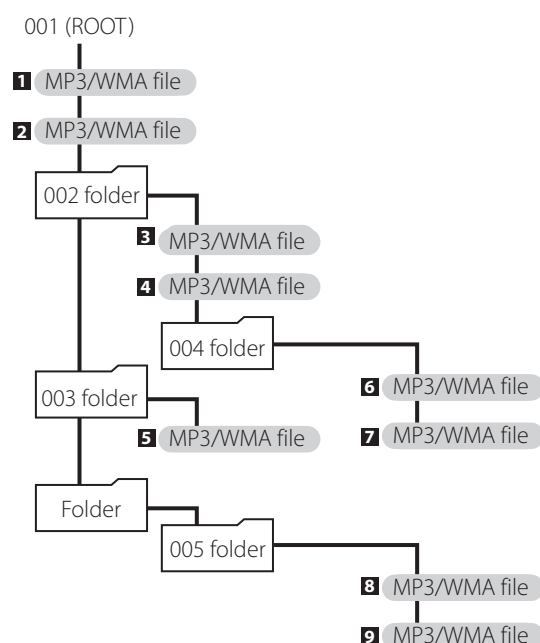 001 (ROOT)
1 MP3/WMA file
2 MP3/WMA file
002 folder
3 MP3/WMA file
4 MP3/WMA file
004 folder
6 MP3/WMA file
003 folder
5 MP3/WMA file
7 MP3/WMA file
Folder
005 folder
8 MP3/WMA file
9 MP3/WMA file